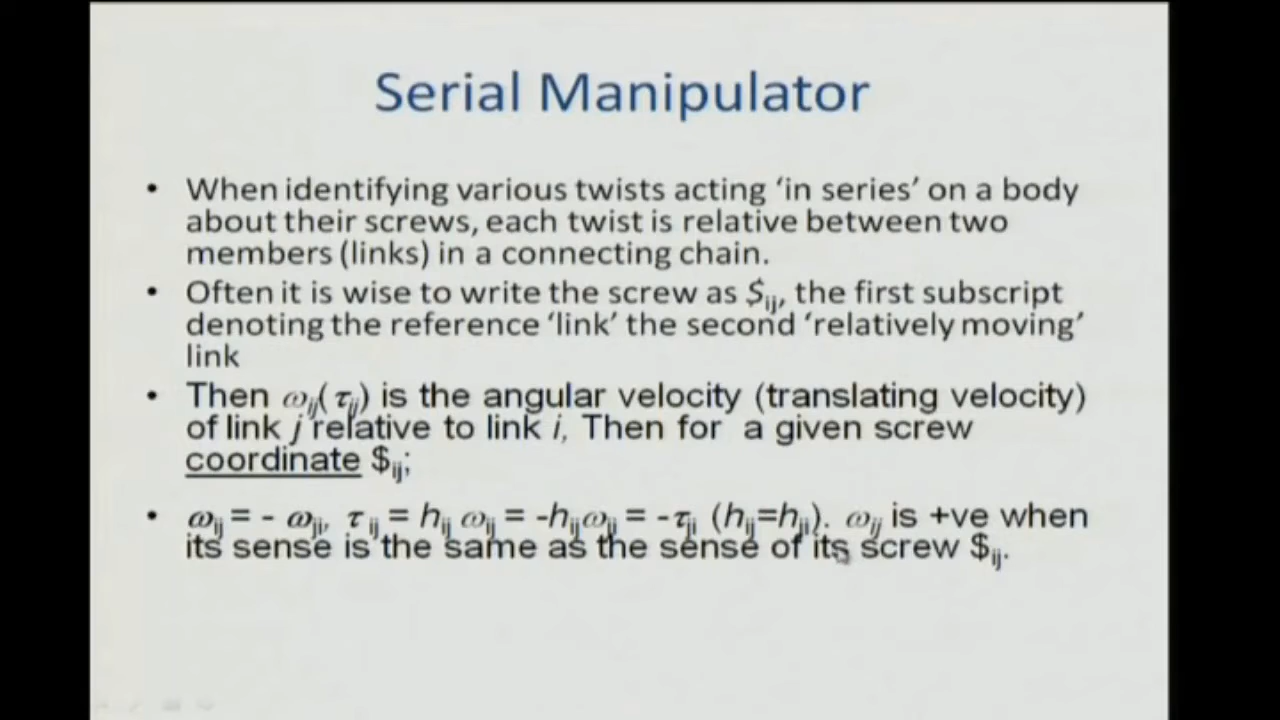 Serial Manipulator
• When identifying various twists acting ‘in series’ on a body
about their screws, each twist is relative between two
members (links) in a connecting chain.
• Often it is wise to write the screw as $ij, the first subscript
denoting the reference ‘link’ the second ‘relatively moving’
link
• Then ωij( τij) is the angular velocity (translating velocity)
of link j relative to link i, Then for a given screw
coordinate $ij;
• ωij = - ωji, τ ij = hij ωij = -hijωji = -τji (hij=hji). ωij is +ve when
its sense is the same as the sense of its screw $ij.